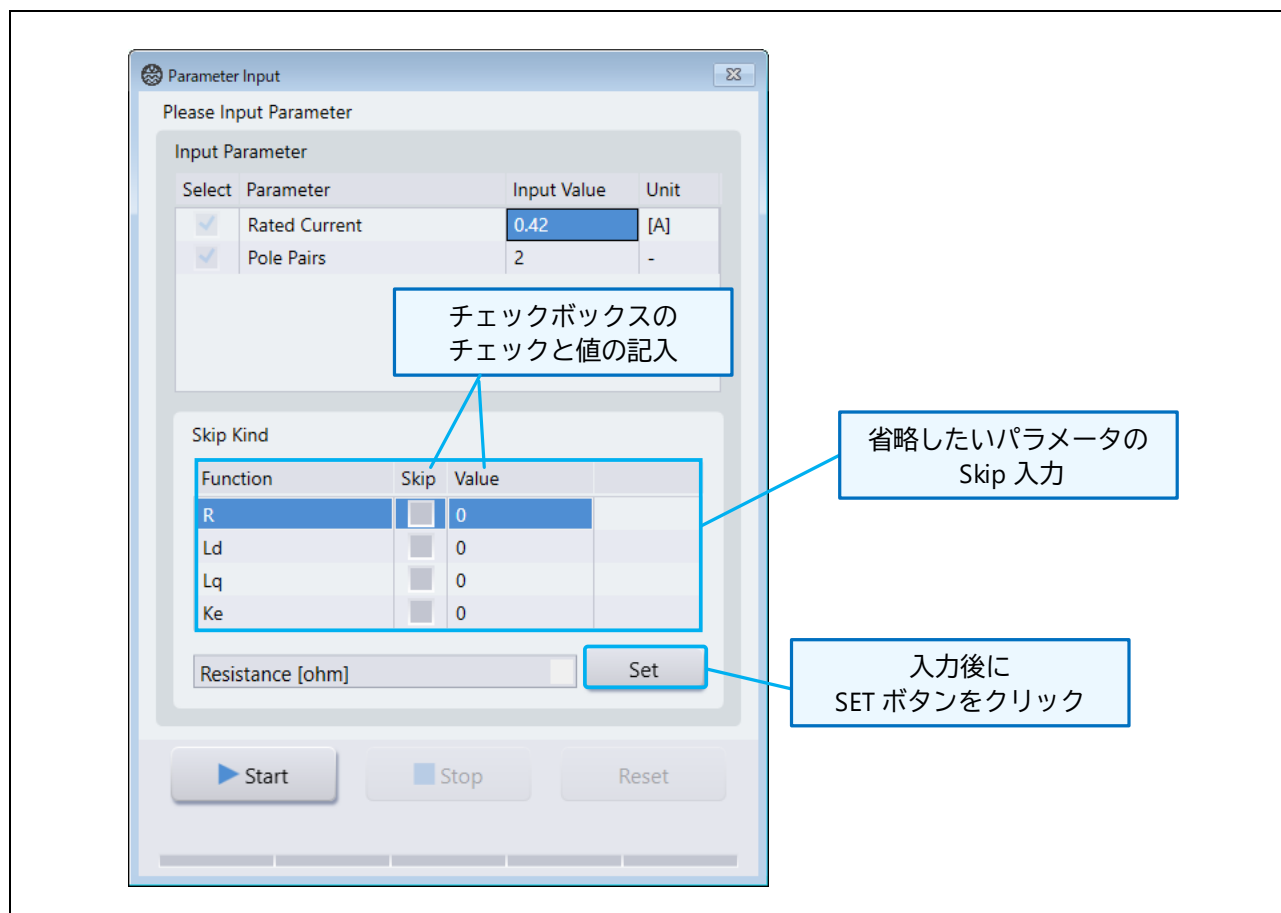 Parameter Input
Please Input Parameter
Input Parameter
Select Parameter Input Value Unit
Rated Current 0.42 [A]
Pole Pairs 2 -
チェックボックスの
チェックと値の記入
Skip Kind
Function Skip Value
R 0
Ld 0
Lq 0
Ke 0
省略したいパラメータの
Skip 入力
Resistance [ohm] Set
入力後に
SET ボタンをクリック
Start Stop Reset